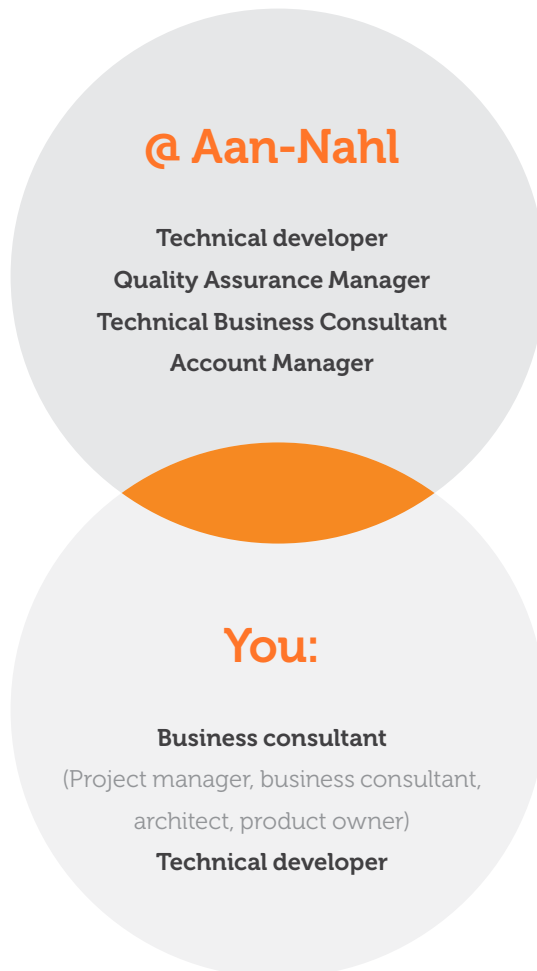 @ Aan-Nahl
Technical developer
Quality Assurance Manager
Technical Business Consultant
Account Manager
You:
Business consultant
(Project manager, business consultant,
architect, product owner)
Technical developer